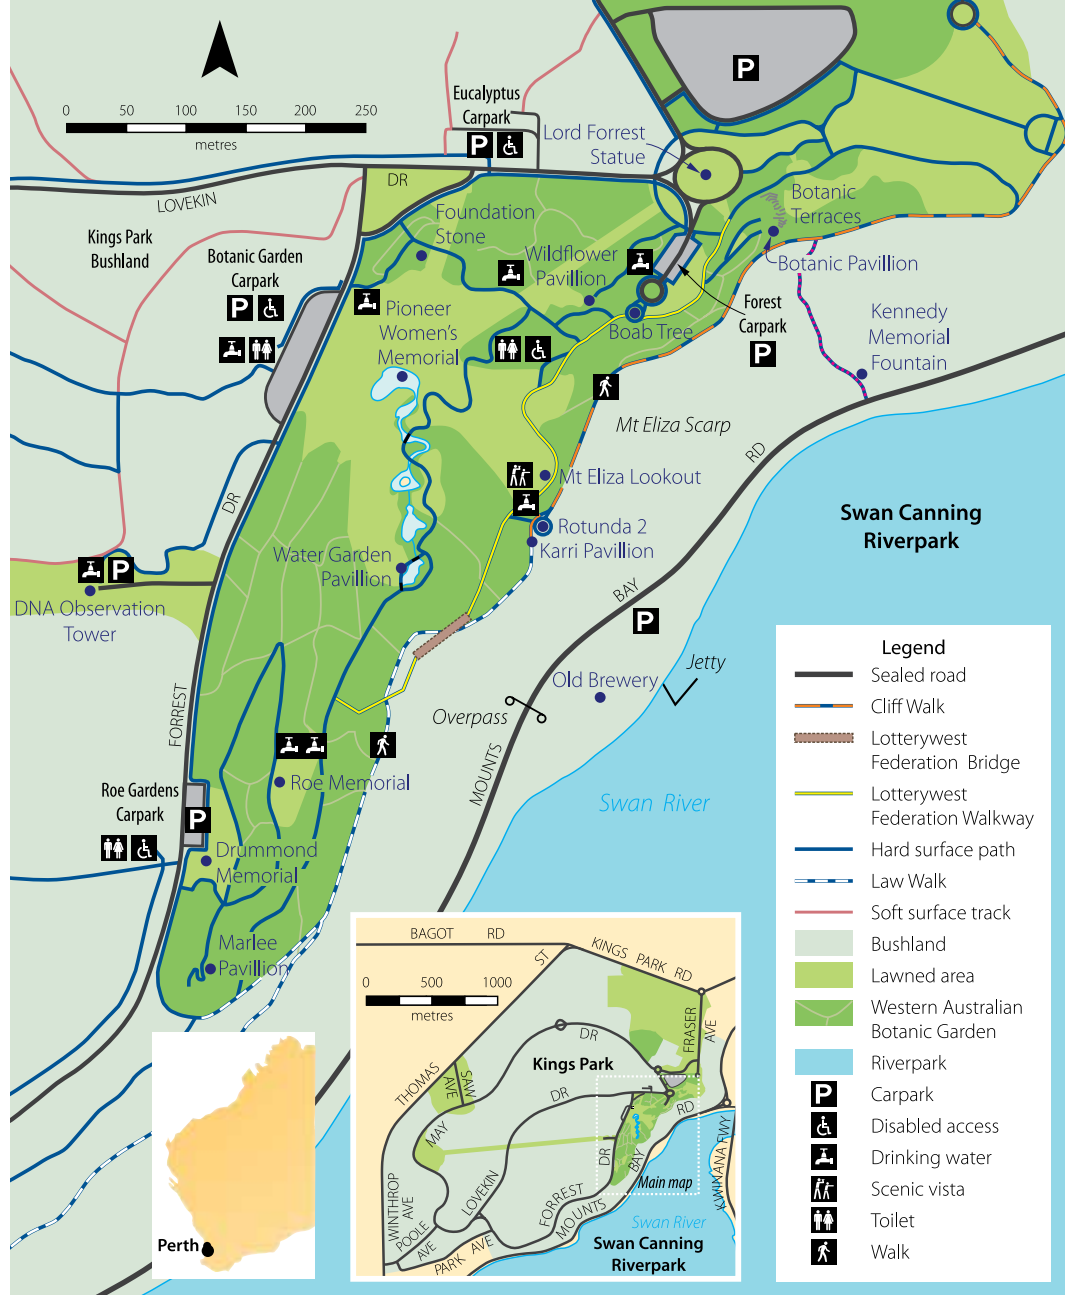 P
0 50 100 150 200 250
metres
Eucalyptus
Carpark
P
Lord Forrest
Statue
DR
LOVEKIN
Kings Park
Bushland
Botanic Garden
Carpark
P
Foundation
Stone
Wildflower
Pavillion
Botanic
Terraces
Botanic Pavillion
Pioneer
Women's
Memorial
Boab Tree
Forest
Carpark
P
Kennedy
Memorial
Fountain
Mt Eliza Scarp
RD
DR
Mt Eliza Lookout
Rotunda 2
Karri Pavillion
Swan Canning
Riverpark
Water Garden
Pavillion
P
DNA Observation
Tower
BAY
P
Old Brewery
Jetty
Overpass
FORREST
MOUNTS
Roe Memorial
Swan River
Roe Gardens
Carpark
P
Drummond
Memorial
Marlee
Pavillion
Legend
Sealed road
Cliff Walk
Lotterywest
Federation Bridge
Lotterywest
Federation Walkway
Hard surface path
Law Walk
Soft surface track
Bushland
Lawned area
Western Australian
Botanic Garden
Riverpark
P Carpark
Disabled access
Drinking water
Scenic vista
Toilet
Walk
Perth
BAGOT RD
ST
KINGS PARK RD
0 500 1000
metres
DR
FRASER
AVE
Kings Park
THOMAS
SAW
AVE
MAY
DR
RD
DR
BAY
Main map
KWINANA FWY
WINTHROP
AVE
LOVEKIN
FORREST
MOUNTS
POOLE
AVE
PARK AVE
Swan River
Swan Canning
Riverpark